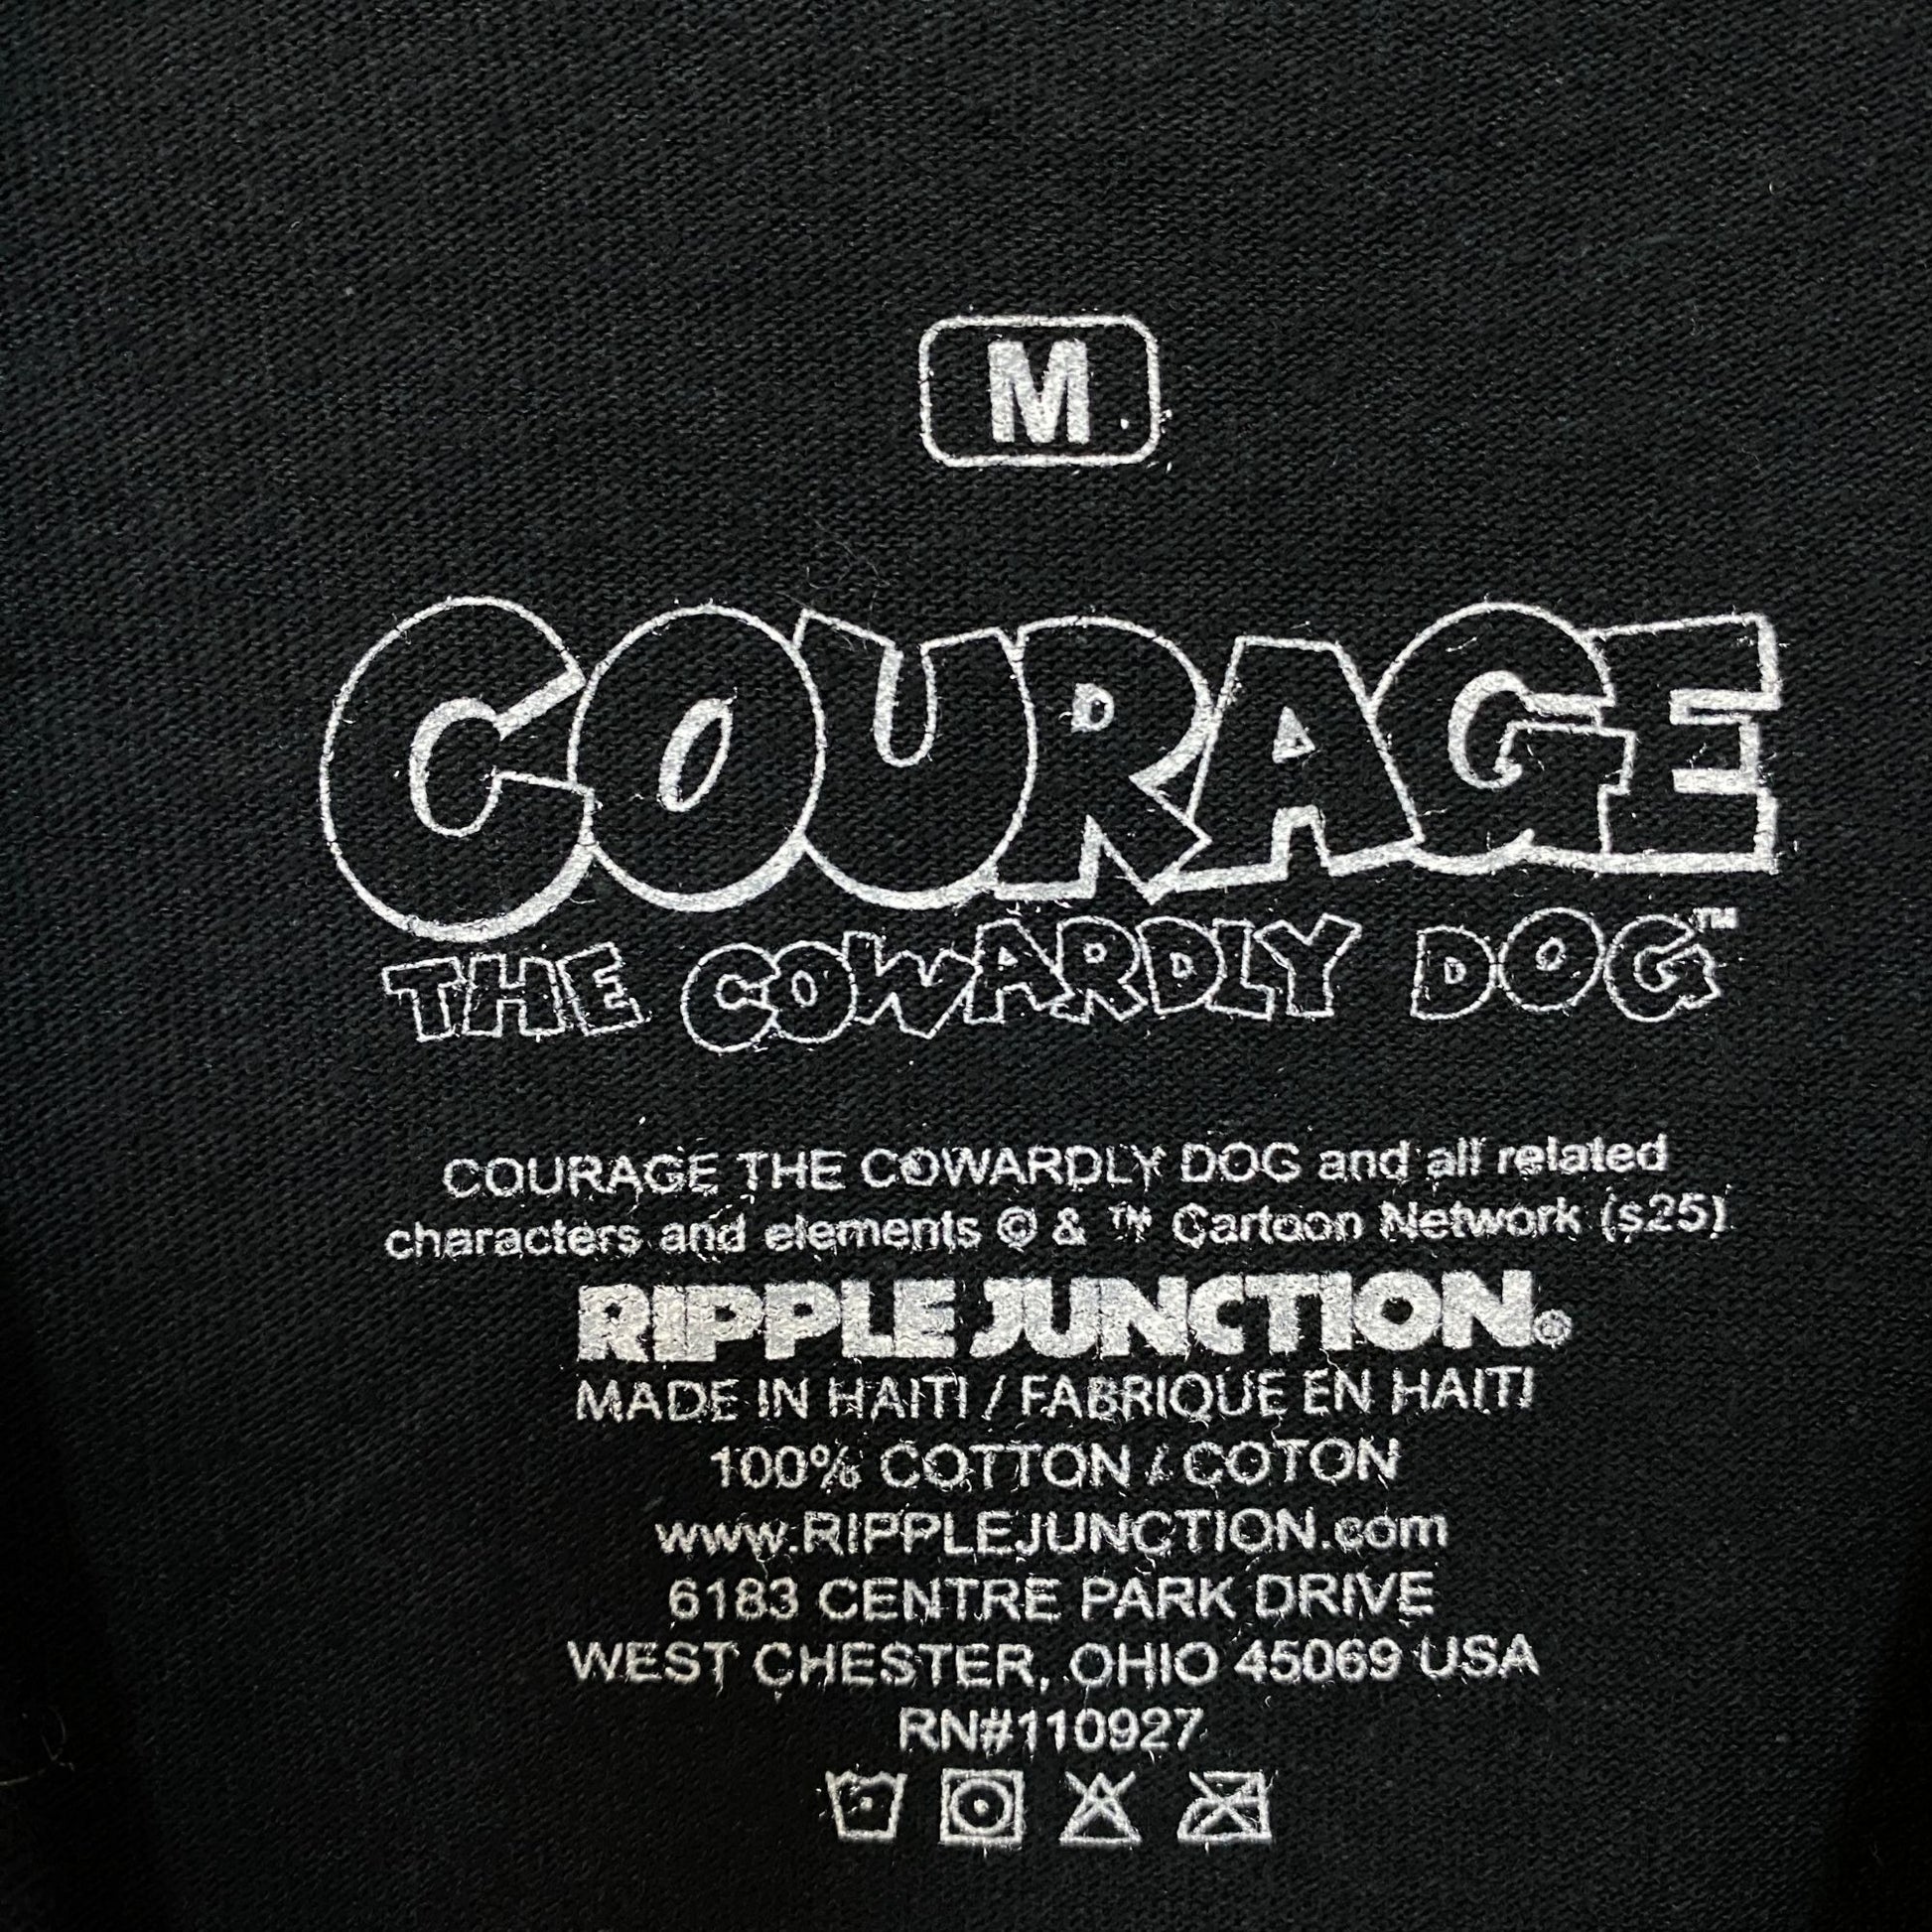 M
COURAGE
THE COWARDLY DOG™
COURAGE THE COWARDLY DOG and all related
characters and elements © & ™ Cartoon Network (s25)
RIPPLE JUNCTION®
MADE IN HAITI / FABRIQUE EN HAITI
100% COTTON / COTON
www.RIPPLEJUNCTION.com
6183 CENTRE PARK DRIVE
WEST CHESTER, OHIO 45069 USA
RN#110927